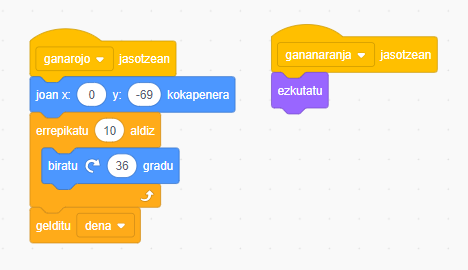 ganarojo jasotzean
joan x: 0 y: -69 kokapenera
errepikatu 10 aldiz
biratu 36 gradu
gelditu dena
gananaranja jasotzean
ezkutatu